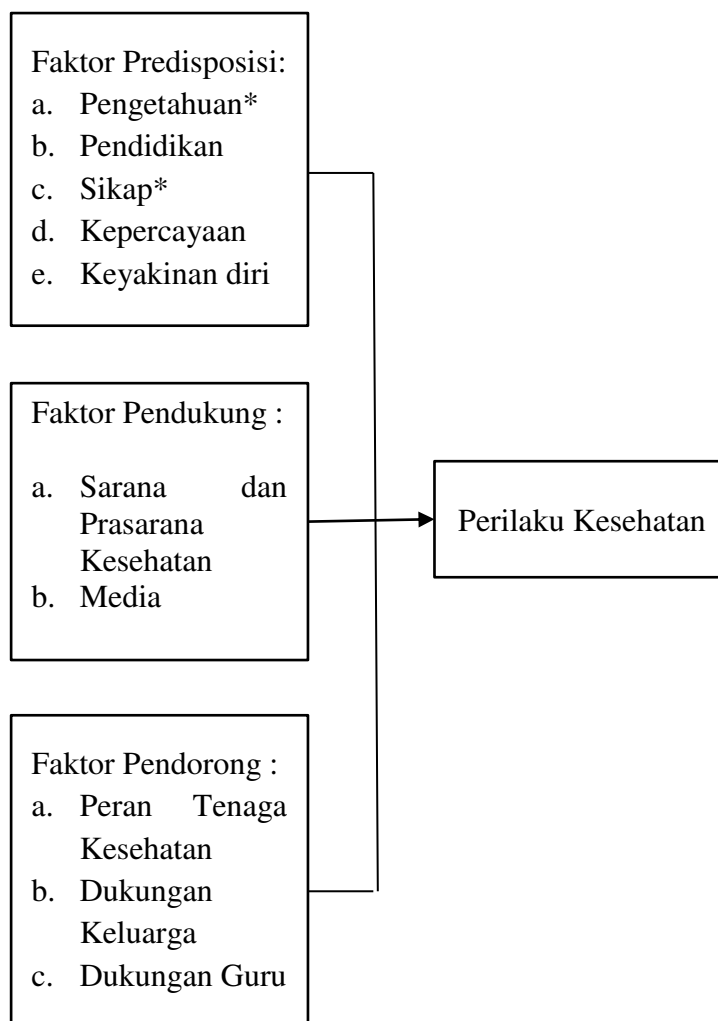 Faktor Predisposisi:
a. Pengetahuan*
b. Pendidikan
c. Sikap*
d. Kepercayaan
e. Keyakinan diri
Faktor Pendukung :
a. Sarana dan
Prasarana
Kesehatan
b. Media
Perilaku Kesehatan
Faktor Pendorong :
a. Peran Tenaga
Kesehatan
b. Dukungan
Keluarga
c. Dukungan Guru